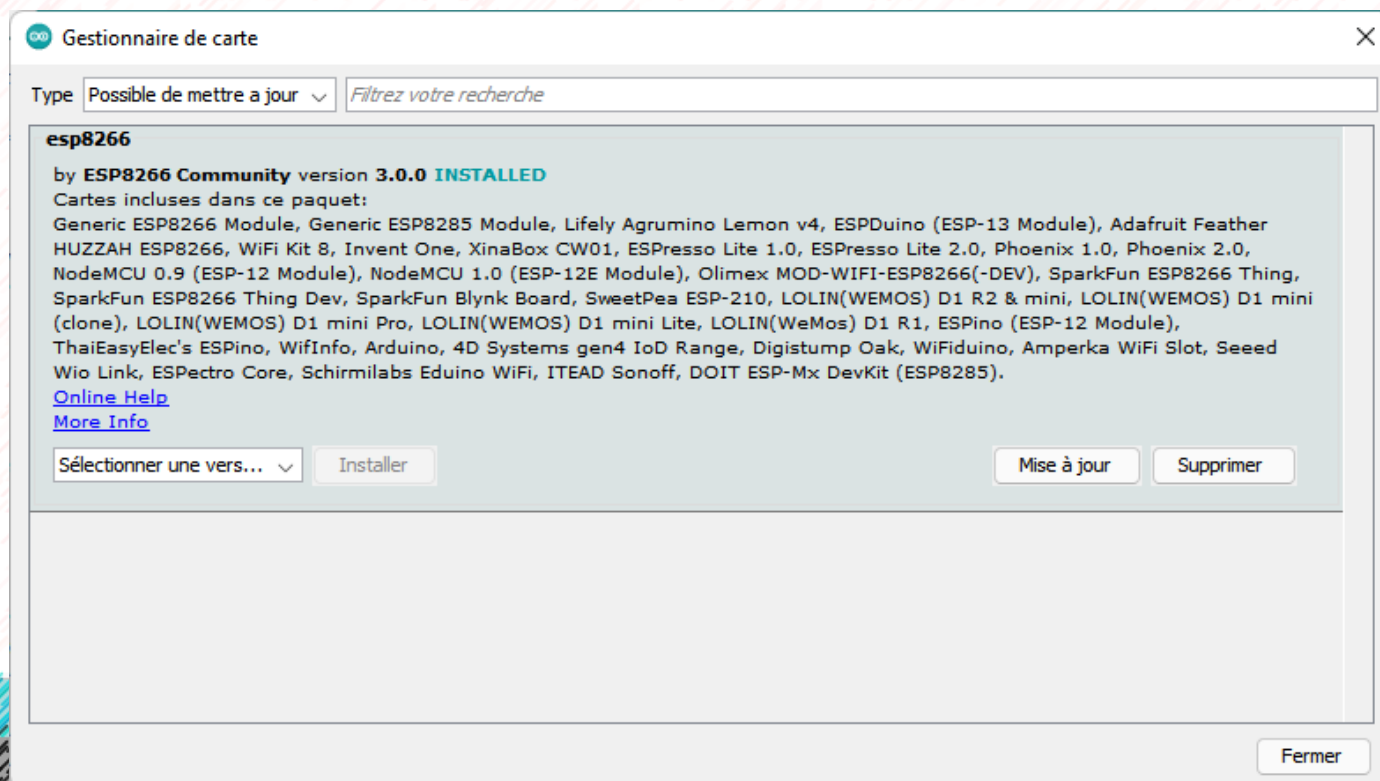 Gestionnaire de carte
Type Possible de mettre a jour Filtrez votre recherche
esp8266
by ESP8266 Community version 3.0.0 INSTALLED
Cartes incluses dans ce paquet:
Generic ESP8266 Module, Generic ESP8285 Module, Lifely Agrumino Lemon v4, ESPDuino (ESP-13 Module), Adafruit Feather
HUZZAH ESP8266, WiFi Kit 8, Invent One, XinaBox CW01, ESPresso Lite 1.0, ESPresso Lite 2.0, Phoenix 1.0, Phoenix 2.0,
NodeMCU 0.9 (ESP-12 Module), NodeMCU 1.0 (ESP-12E Module), Olimex MOD-WIFI-ESP8266(-DEV), SparkFun ESP8266 Thing,
SparkFun ESP8266 Thing Dev, SparkFun Blynk Board, SweetPea ESP-210, LOLIN(WEMOS) D1 R2 & mini, LOLIN(WEMOS) D1 mini
(clone), LOLIN(WEMOS) D1 mini Pro, LOLIN(WEMOS) D1 mini Lite, LOLIN(WeMos) D1 R1, ESPino (ESP-12 Module),
ThaiEasyElec's ESPino, WifInfo, Arduino, 4D Systems gen4 IoD Range, Digistump Oak, WiFiduino, Amperka WiFi Slot, Seeed
Wio Link, ESPectro Core, Schirmilabs Eduino WiFi, ITEAD Sonoff, DOIT ESP-Mx DevKit (ESP8285).
Online Help
More Info
Sélectionner une vers... Installer Mise à jour Supprimer
Fermer